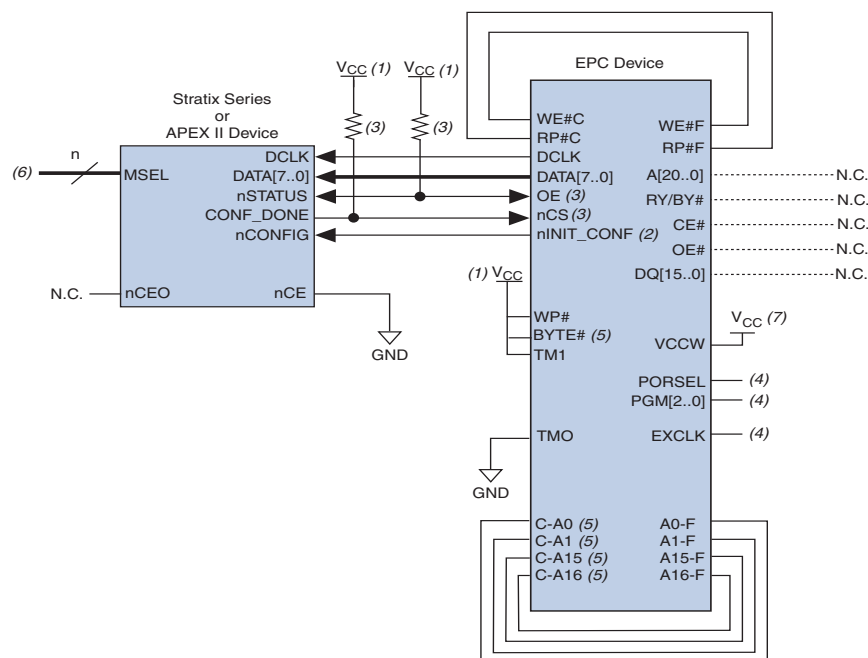 EPC Device
VCC (1)
VCC (1)
Stratix Series
or
APEX II Device
(3)
(3)
n
(6)
MSEL
DCLK
DATA[7..0]
nSTATUS
CONF_DONE
nCONFIG
N.C.
nCEO
nCE
GND
WE#C
RP#C
DCLK
DATA[7..0]
OE (3)
nCS (3)
nINIT_CONF (2)
(1) VCC
WP#
BYTE# (5)
TM1
TMO
GND
C-A0 (5)
C-A1 (5)
C-A15 (5)
C-A16 (5)
WE#F
RP#F
A[20..0]
N.C.
RY/BY#
N.C.
CE#
N.C.
OE#
N.C.
DQ[15..0]
N.C.
VCC (7)
VCCW
PORSEL
(4)
PGM[2..0]
(4)
EXCLK
(4)
A0-F
A1-F
A15-F
A16-F